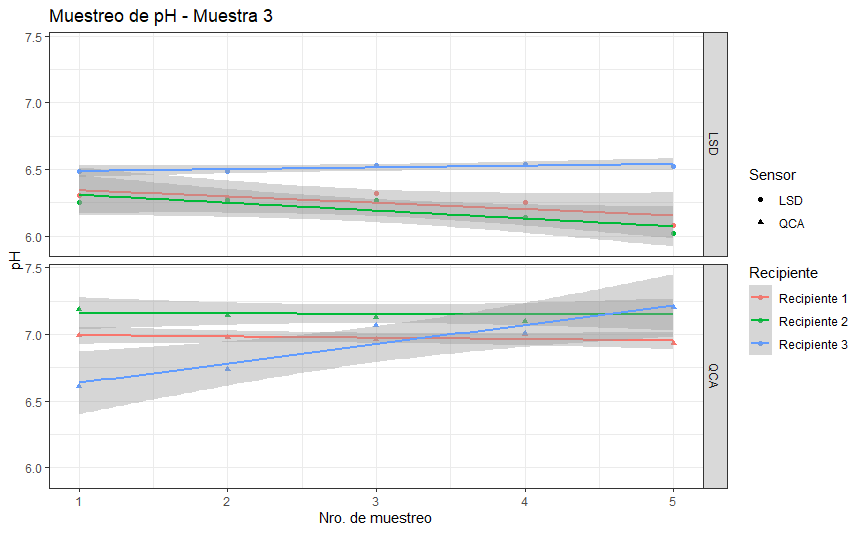 Muestreo de pH - Muestra 3
7.5
7.0
6.5
6.0
LSD
pH
7.5
7.0
6.5
6.0
QCA
1 2 3 4 5
Nro. de muestreo
Sensor
LSD
QCA
Recipiente
Recipiente 1
Recipiente 2
Recipiente 3